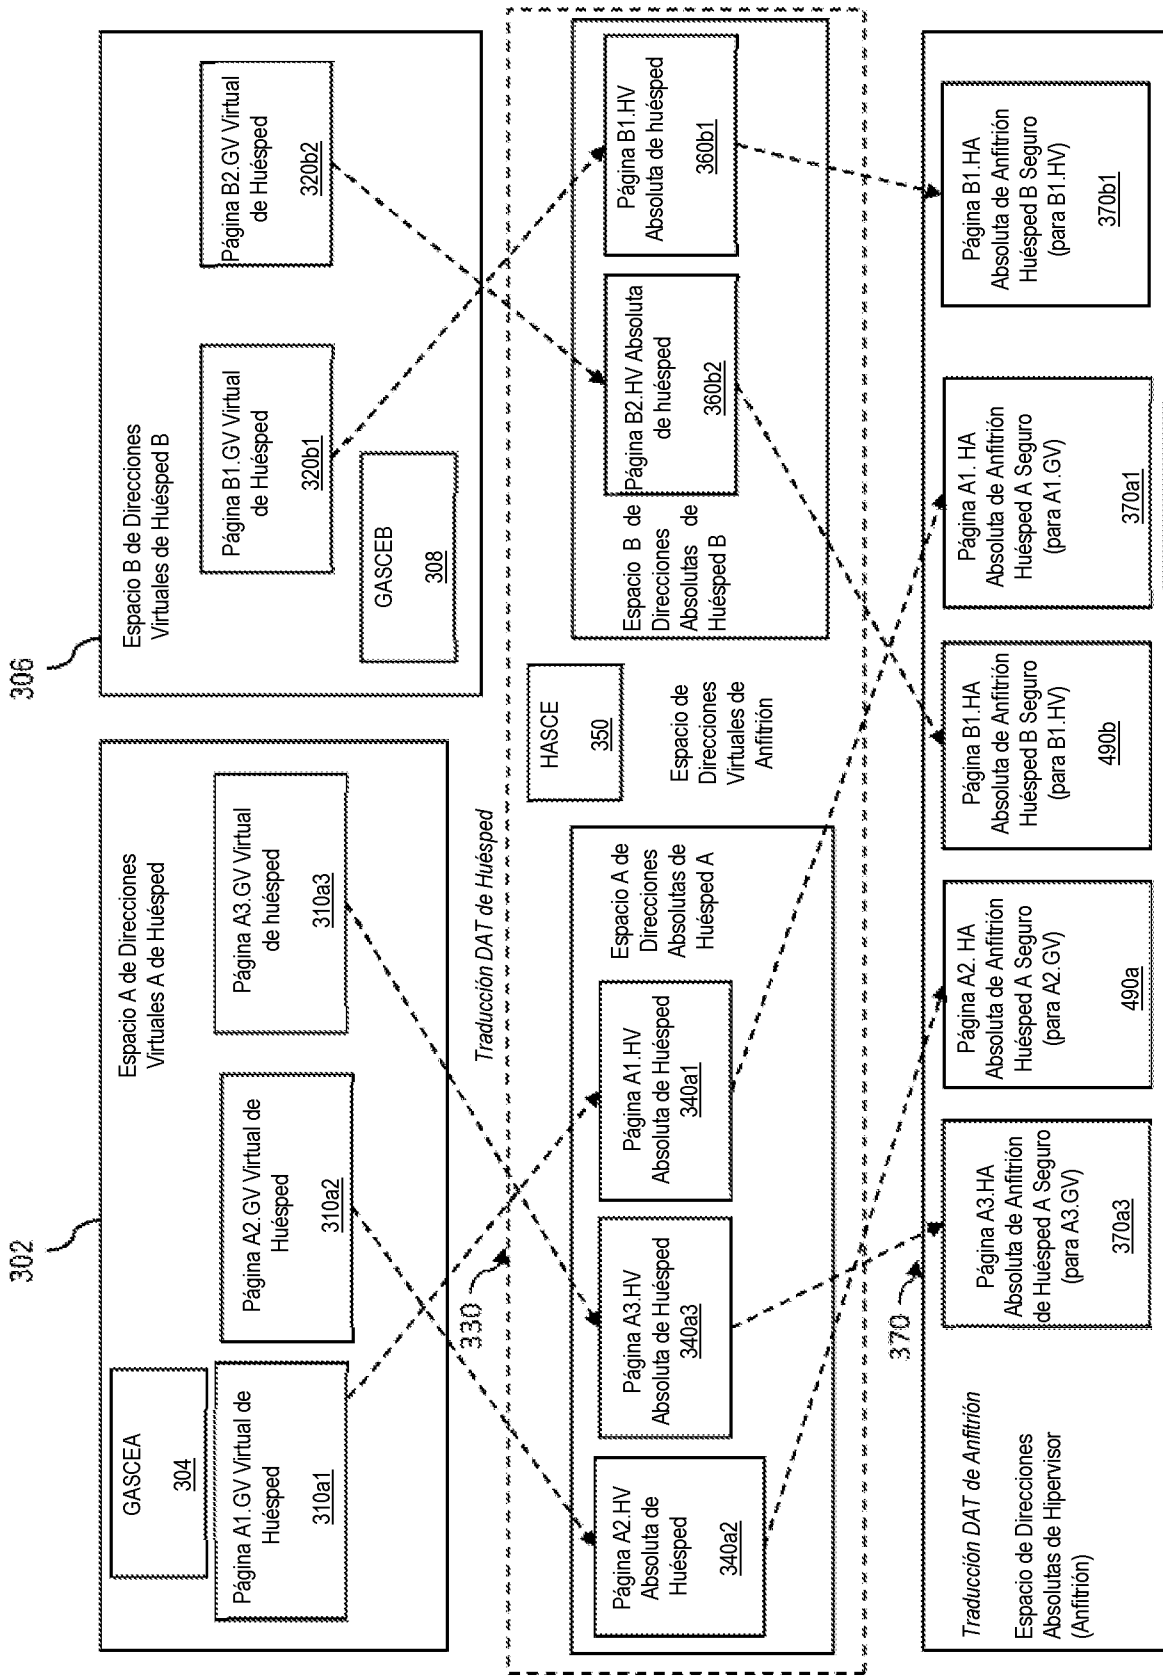 302
306
Espacio A de Direcciones
Virtuales A de Huésped
GASCEA
304
Página A1.GV Virtual de
Huésped
310a1
Página A2.GV Virtual de
Huésped
310a2
Página A3.GV Virtual
de huésped
310a3
Espacio B de Direcciones
Virtuales de Huésped B
Página B1.GV Virtual
de Huésped
320b1
Página B2.GV Virtual
de Huésped
320b2
GASCEB
308
Traducción DAT de Huésped
330
Página A2.HV
Absoluta de
Huésped
340a2
Página A3.HV
Absoluta de Huésped
340a3
Página A1.HV
Absoluta de Huésped
340a1
Espacio A de
Direcciones
Absolutas de
Huésped A
HASCE
350
Espacio de
Direcciones
Virtuales de
Anfitrión
Espacio B de
Direcciones
Absolutas de
Huésped B
Página B2.HV Absoluta
de huésped
360b2
Página B1.HV
Absoluta de huésped
360b1
370
Traducción DAT de Anfitrión
Espacio de Direcciones
Absolutas de Hipervisor
(Anfitrión)
Página A3.HA
Absoluta de Anfitrión
de Huésped A Seguro
(para A3.GV)
370a3
Página A2. HA
Absoluta de Anfitrión
Huésped A Seguro
(para A2.GV)
490a
Página B1.HA
Absoluta de Anfitrión
Huésped B Seguro
(para B1.HV)
490b
Página A1. HA
Absoluta de Anfitrión
Huésped A Seguro
(para A1.GV)
370a1
Página B1.HA
Absoluta de Anfitrión
Huésped B Seguro
(para B1.HV)
370b1